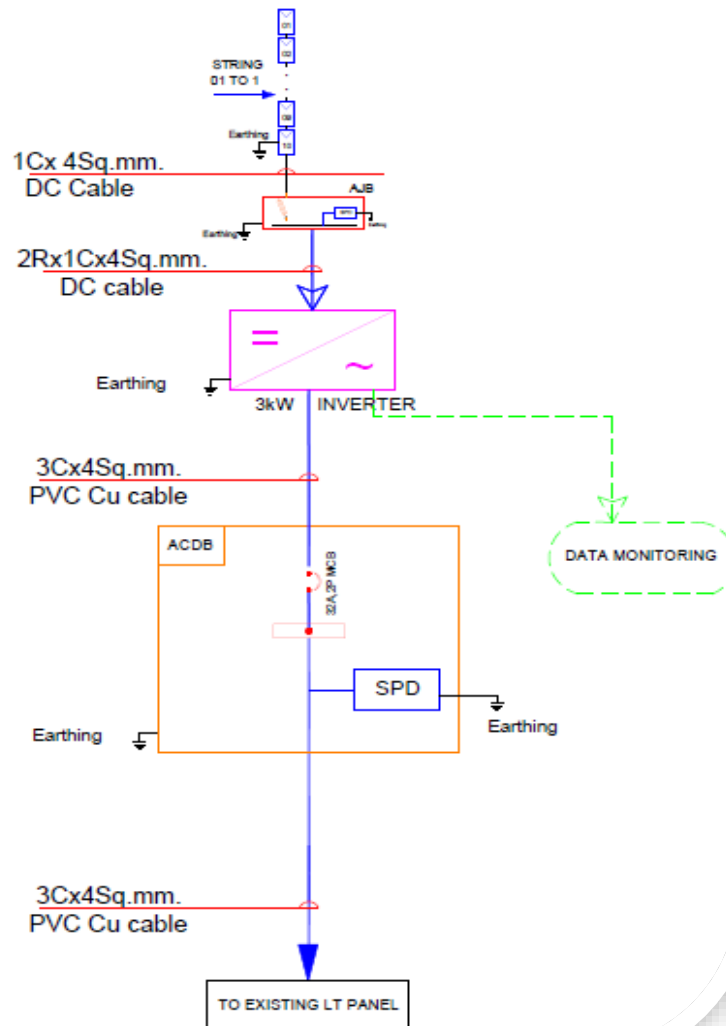 01
02
STRING
01 TO 1
09
Earthing
10
1Cx 4Sq.mm.
DC Cable
AJB
SPD
Earthing
Earthing
2Rx1Cx4Sq.mm.
DC cable
=
~
Earthing
3kW INVERTER
3Cx4Sq.mm.
PVC Cu cable
ACDB
32A,2P MCB
DATA MONITORING
SPD
Earthing
Earthing
3Cx4Sq.mm.
PVC Cu cable
TO EXISTING LT PANEL